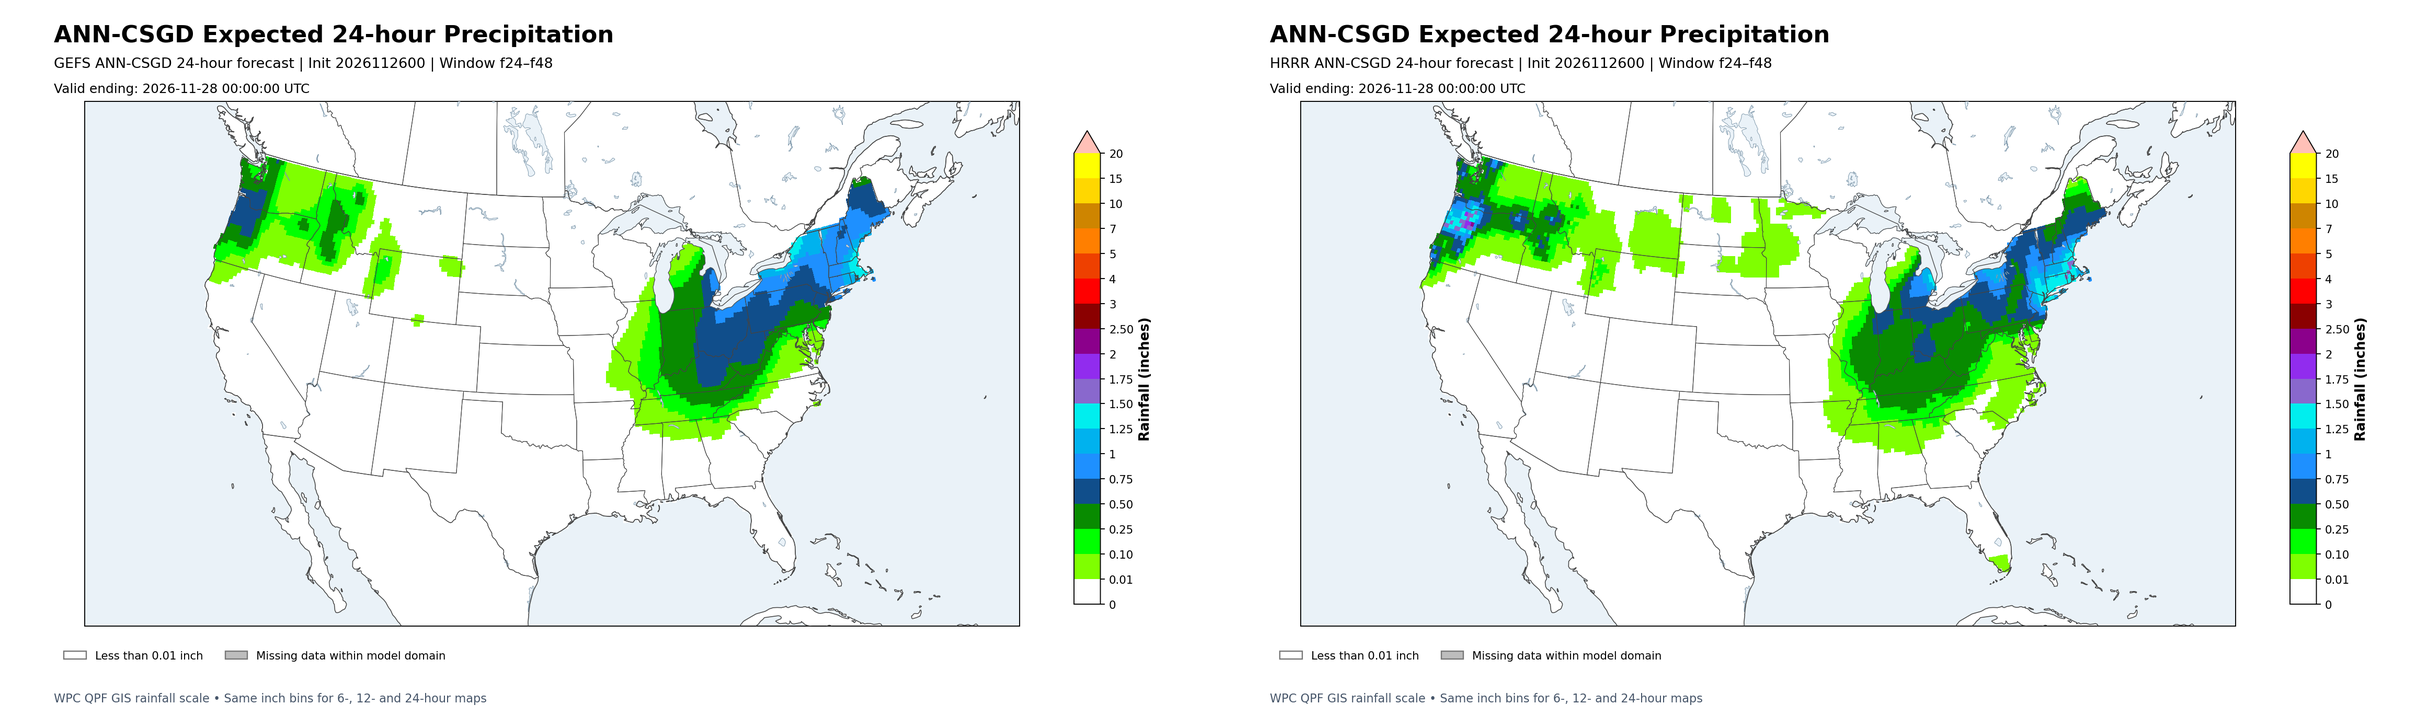 ANN-CSGD Expected 24-hour Precipitation
GEFS ANN-CSGD 24-hour forecast | Init 2026112600 | Window f24–f48
Valid ending: 2026-11-28 00:00:00 UTC
20
15
10
7
5
4
3
2.50
2
1.75
1.50
1.25
1
0.75
0.50
0.25
0.10
0.01
0
Rainfall (inches)
Less than 0.01 inch
Missing data within model domain
WPC QPF GIS rainfall scale • Same inch bins for 6-, 12- and 24-hour maps
ANN-CSGD Expected 24-hour Precipitation
HRRR ANN-CSGD 24-hour forecast | Init 2026112600 | Window f24–f48
Valid ending: 2026-11-28 00:00:00 UTC
20
15
10
7
5
4
3
2.50
2
1.75
1.50
1.25
1
0.75
0.50
0.25
0.10
0.01
0
Rainfall (inches)
Less than 0.01 inch
Missing data within model domain
WPC QPF GIS rainfall scale • Same inch bins for 6-, 12- and 24-hour maps